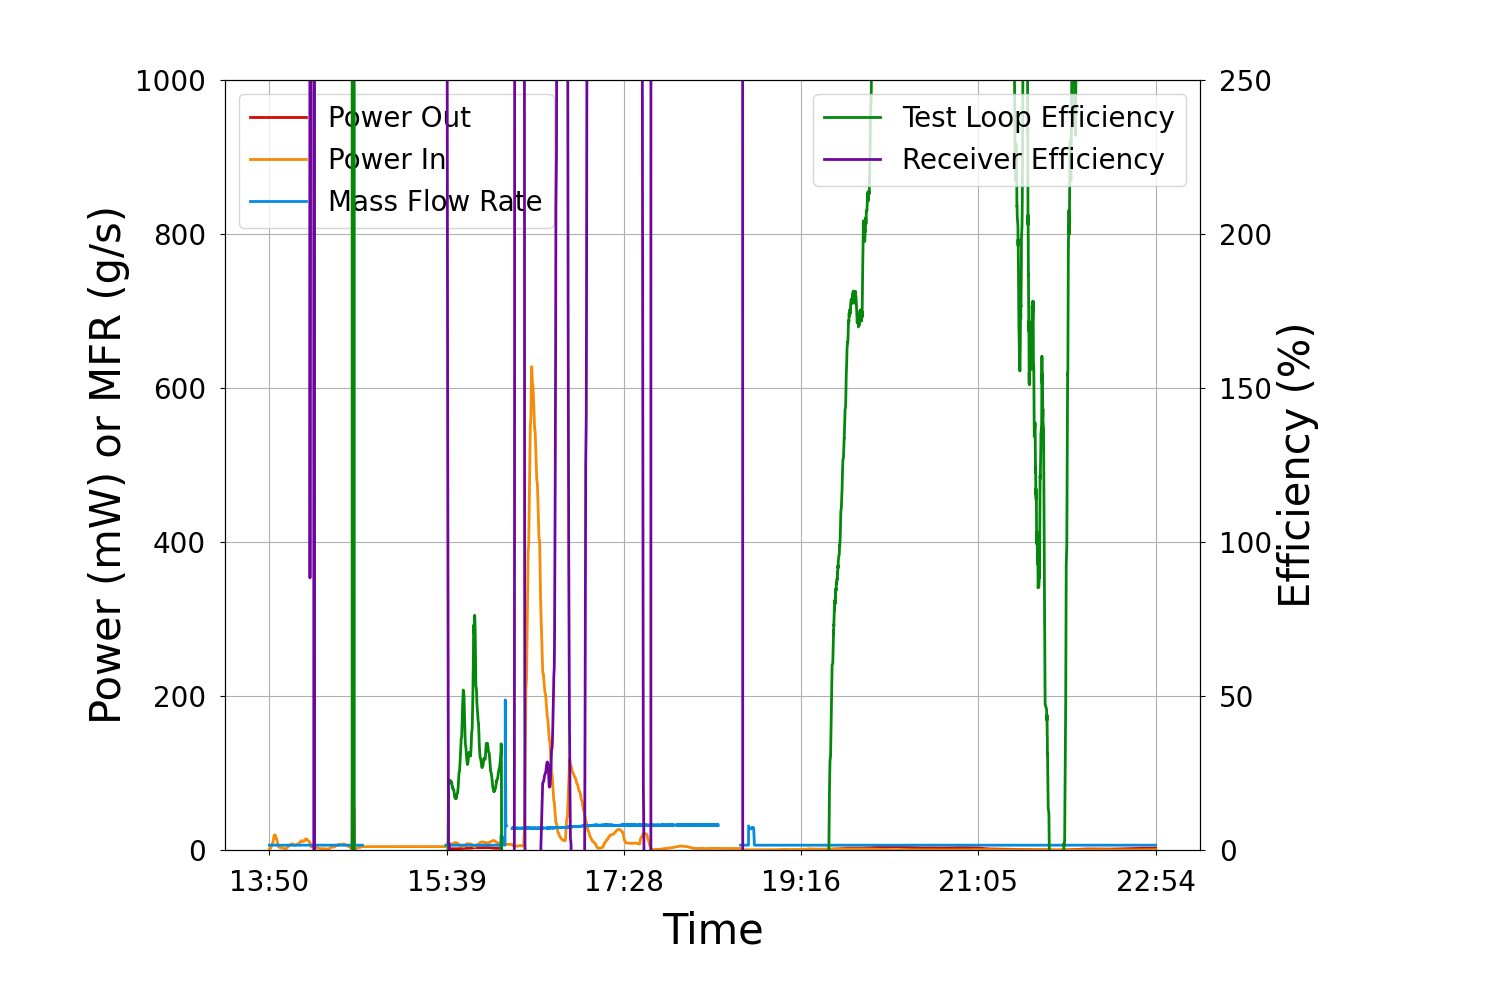 1000
800
600
400
200
0
Power (mW) or MFR (g/s)
Power Out
Power In
Mass Flow Rate
Test Loop Efficiency
Receiver Efficiency
250
200
150
100
50
0
Efficiency (%)
13:50 15:39 17:28 19:16 21:05 22:54
Time